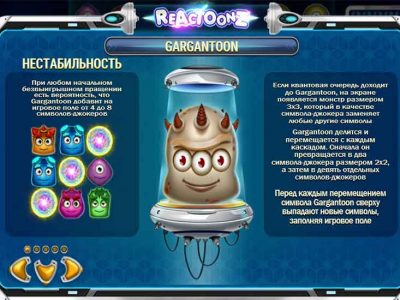 REACTOONZ
GARGANTOON
НЕСТАБИЛЬНОСТЬ
При любом начальном
безвыигрышном вращении
есть вероятность, что
Gargantoon добавит на
игровое поле от 4 до 8
символов-джокеров
Если квантовая очередь доходит
до Gargantoon, на экране
появляется монстр размером
3х3, который в качестве
символа-джокера заменяет
любые другие символы
Gargantoon делится и
перемещается с каждым
каскадом. Сначала он
превращается в два
символа-джокера размером 2х2,
а затем в девять отдельных
символов-джокеров
Перед каждым перемещением
символа Gargantoon сверху
выпадают новые символы,
заполняя игровое поле